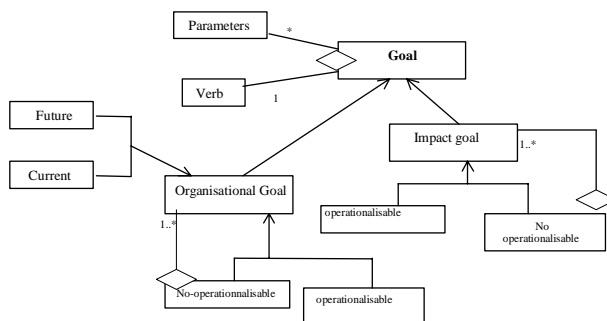 Parameters
*
Goal
Verb
1
Future
Impact goal
1..*
Current
Organisational Goal
operationalisable
No
operationalisable
1..*
No-operationnalisable
operationalisable